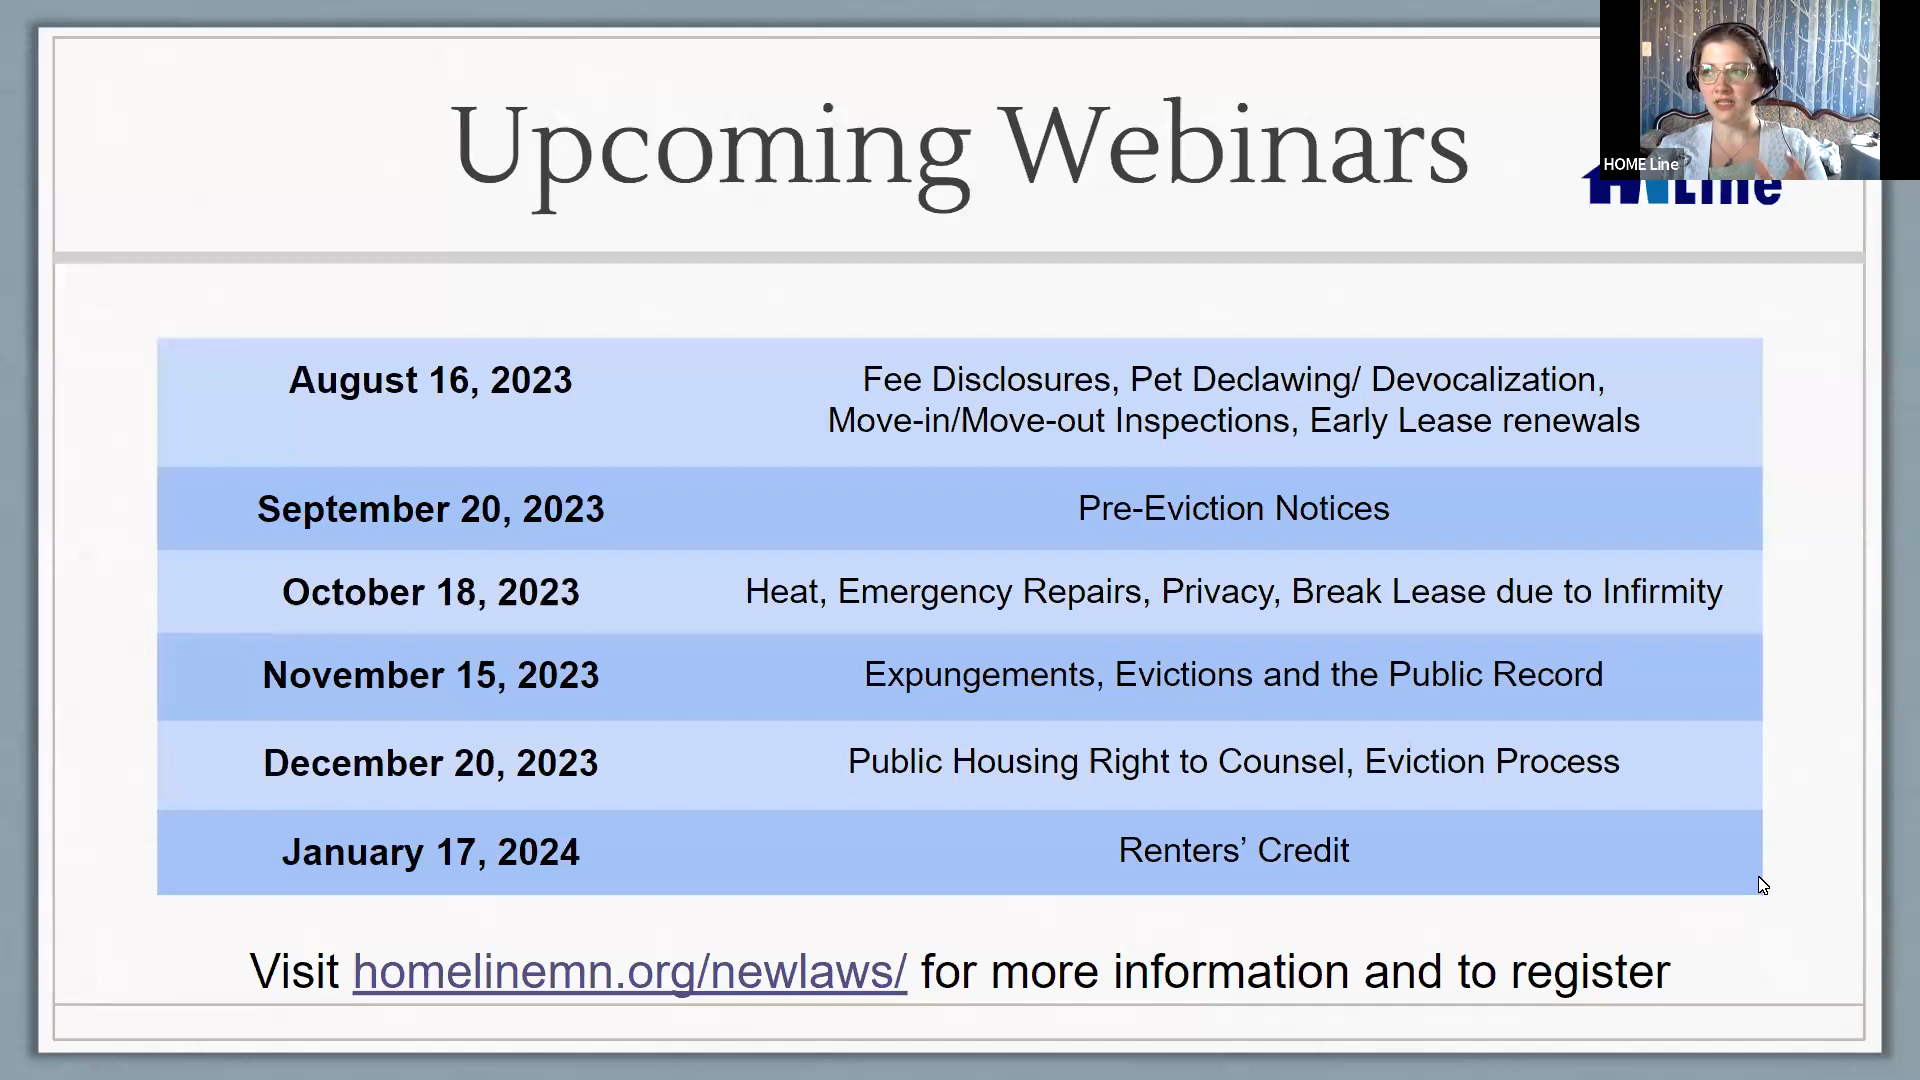 Upcoming Webinars
HOME Line
Line
August 16, 2023
Fee Disclosures, Pet Declawing/ Devocalization,
Move-in/Move-out Inspections, Early Lease renewals
September 20, 2023
Pre-Eviction Notices
October 18, 2023
Heat, Emergency Repairs, Privacy, Break Lease due to Infirmity
November 15, 2023
Expungements, Evictions and the Public Record
December 20, 2023
Public Housing Right to Counsel, Eviction Process
January 17, 2024
Renters’ Credit
Visit homelinemn.org/newlaws/ for more information and to register